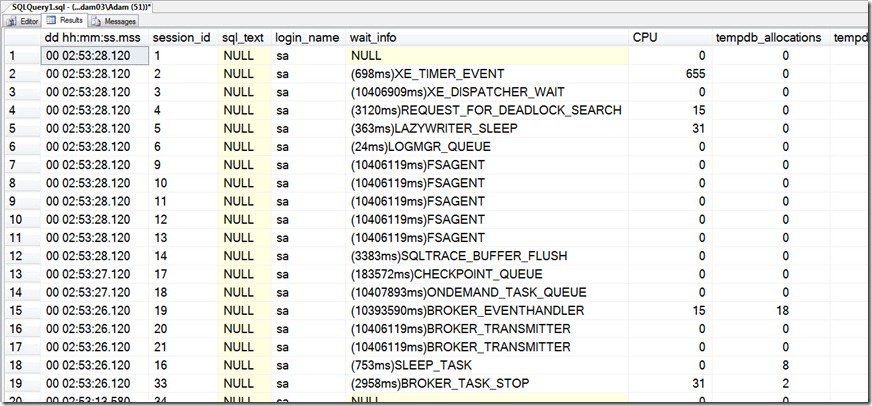 SQLQuery1.sql - (...dam03\Adam (51))*
Editor Results Messages
dd hh:mm:ss.mss session_id sql_text login_name wait_info CPU tempdb_allocations tempd
1 00 02:53:28.120 1 NULL sa NULL 0 0
2 00 02:53:28.120 2 NULL sa (698ms)XE_TIMER_EVENT 655 0
3 00 02:53:28.120 3 NULL sa (10406909ms)XE_DISPATCHER_WAIT 0 0
4 00 02:53:28.120 4 NULL sa (3120ms)REQUEST_FOR_DEADLOCK_SEARCH 15 0
5 00 02:53:28.120 5 NULL sa (363ms)LAZYWRITER_SLEEP 31 0
6 00 02:53:28.120 6 NULL sa (24ms)LOGMGR_QUEUE 0 0
7 00 02:53:28.120 9 NULL sa (10406119ms)FSAGENT 0 0
8 00 02:53:28.120 10 NULL sa (10406119ms)FSAGENT 0 0
9 00 02:53:28.120 11 NULL sa (10406119ms)FSAGENT 0 0
10 00 02:53:28.120 12 NULL sa (10406119ms)FSAGENT 0 0
11 00 02:53:28.120 13 NULL sa (10406119ms)FSAGENT 0 0
12 00 02:53:28.120 14 NULL sa (3383ms)SQLTRACE_BUFFER_FLUSH 0 0
13 00 02:53:27.120 17 NULL sa (183572ms)CHECKPOINT_QUEUE 0 0
14 00 02:53:27.120 18 NULL sa (10407893ms)ONDEMAND_TASK_QUEUE 0 0
15 00 02:53:26.120 19 NULL sa (10393590ms)BROKER_EVENTHANDLER 15 18
16 00 02:53:26.120 20 NULL sa (10406119ms)BROKER_TRANSMITTER 0 0
17 00 02:53:26.120 21 NULL sa (10406119ms)BROKER_TRANSMITTER 0 0
18 00 02:53:26.120 16 NULL sa (753ms)SLEEP_TASK 0 8
19 00 02:53:26.120 33 NULL sa (2958ms)BROKER_TASK_STOP 31 2
20 00 02:53:13.580 34 NULL sa NULL 0 0